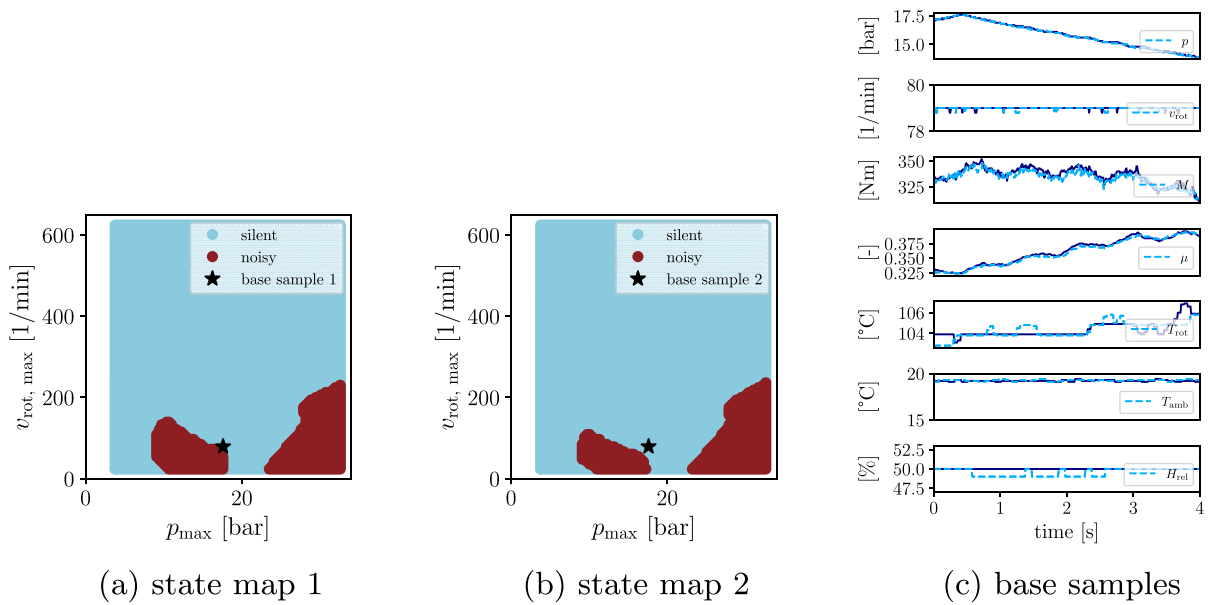 600
400
200
0
v_rot, max [1/min]
silent
noisy
base sample 1
0
20
p_max [bar]
(a) state map 1
600
400
200
0
v_rot, max [1/min]
silent
noisy
base sample 2
0
20
p_max [bar]
(b) state map 2
[bar]
17.5
15.0
p
[1/min]
80
78
v_rot
[Nm]
350
325
M
[-]
0.375
0.350
0.325
μ
[°C]
106
104
T_rot
[°C]
20
15
T_amb
[%]
52.5
50.0
47.5
H_rel
0
1
2
3
4
time [s]
(c) base samples